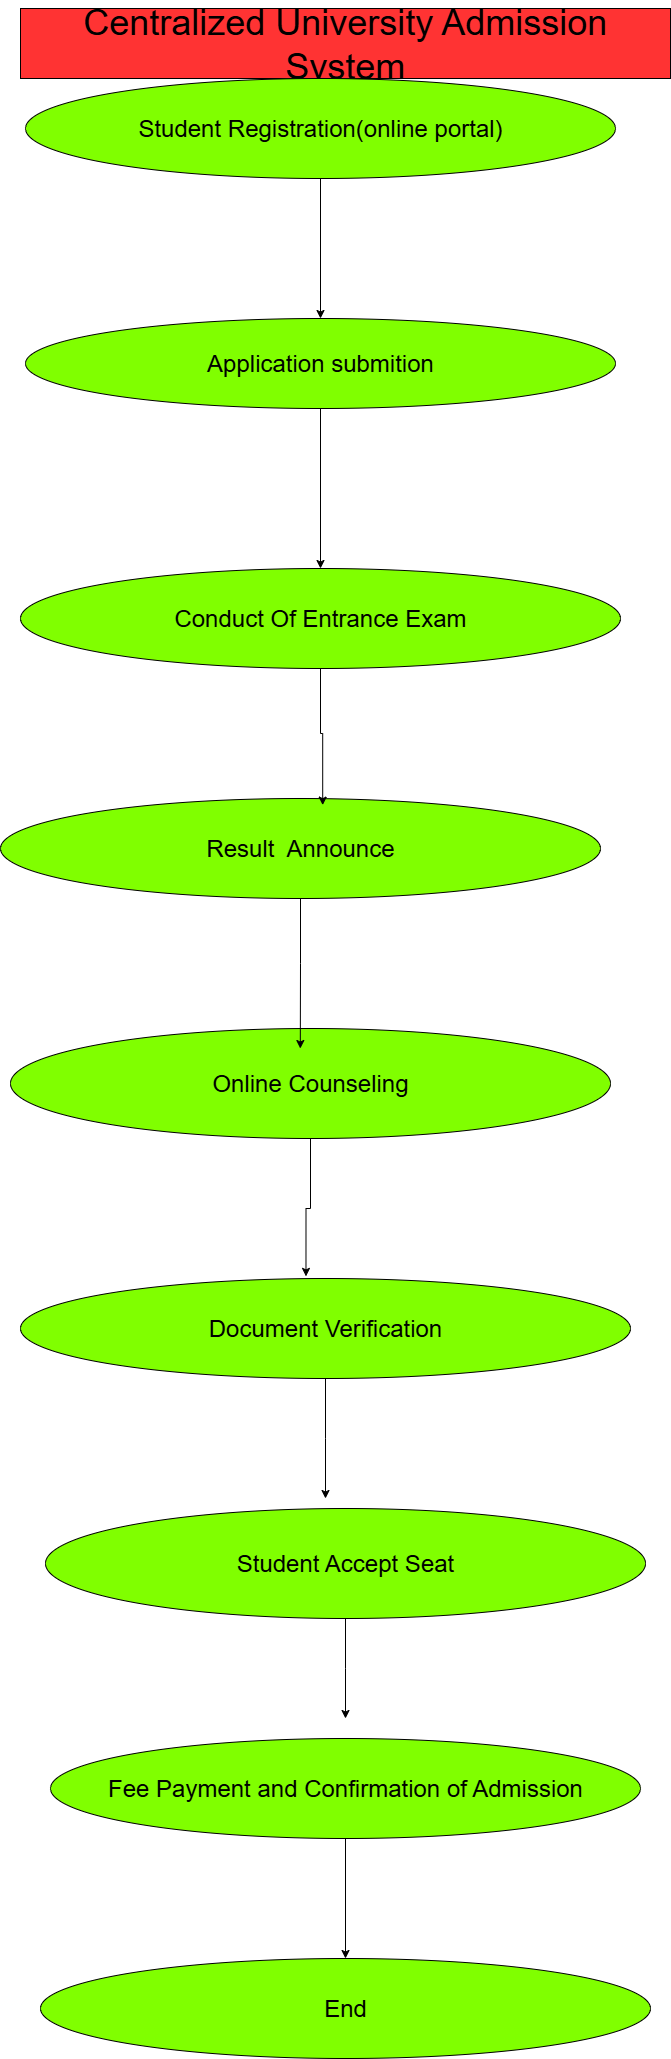 Centralized University Admission
System
Student Registration(online portal)
Application submition
Conduct Of Entrance Exam
Result  Announce
Online Counseling
Document Verification
Student Accept Seat
Fee Payment and Confirmation of Admission
End